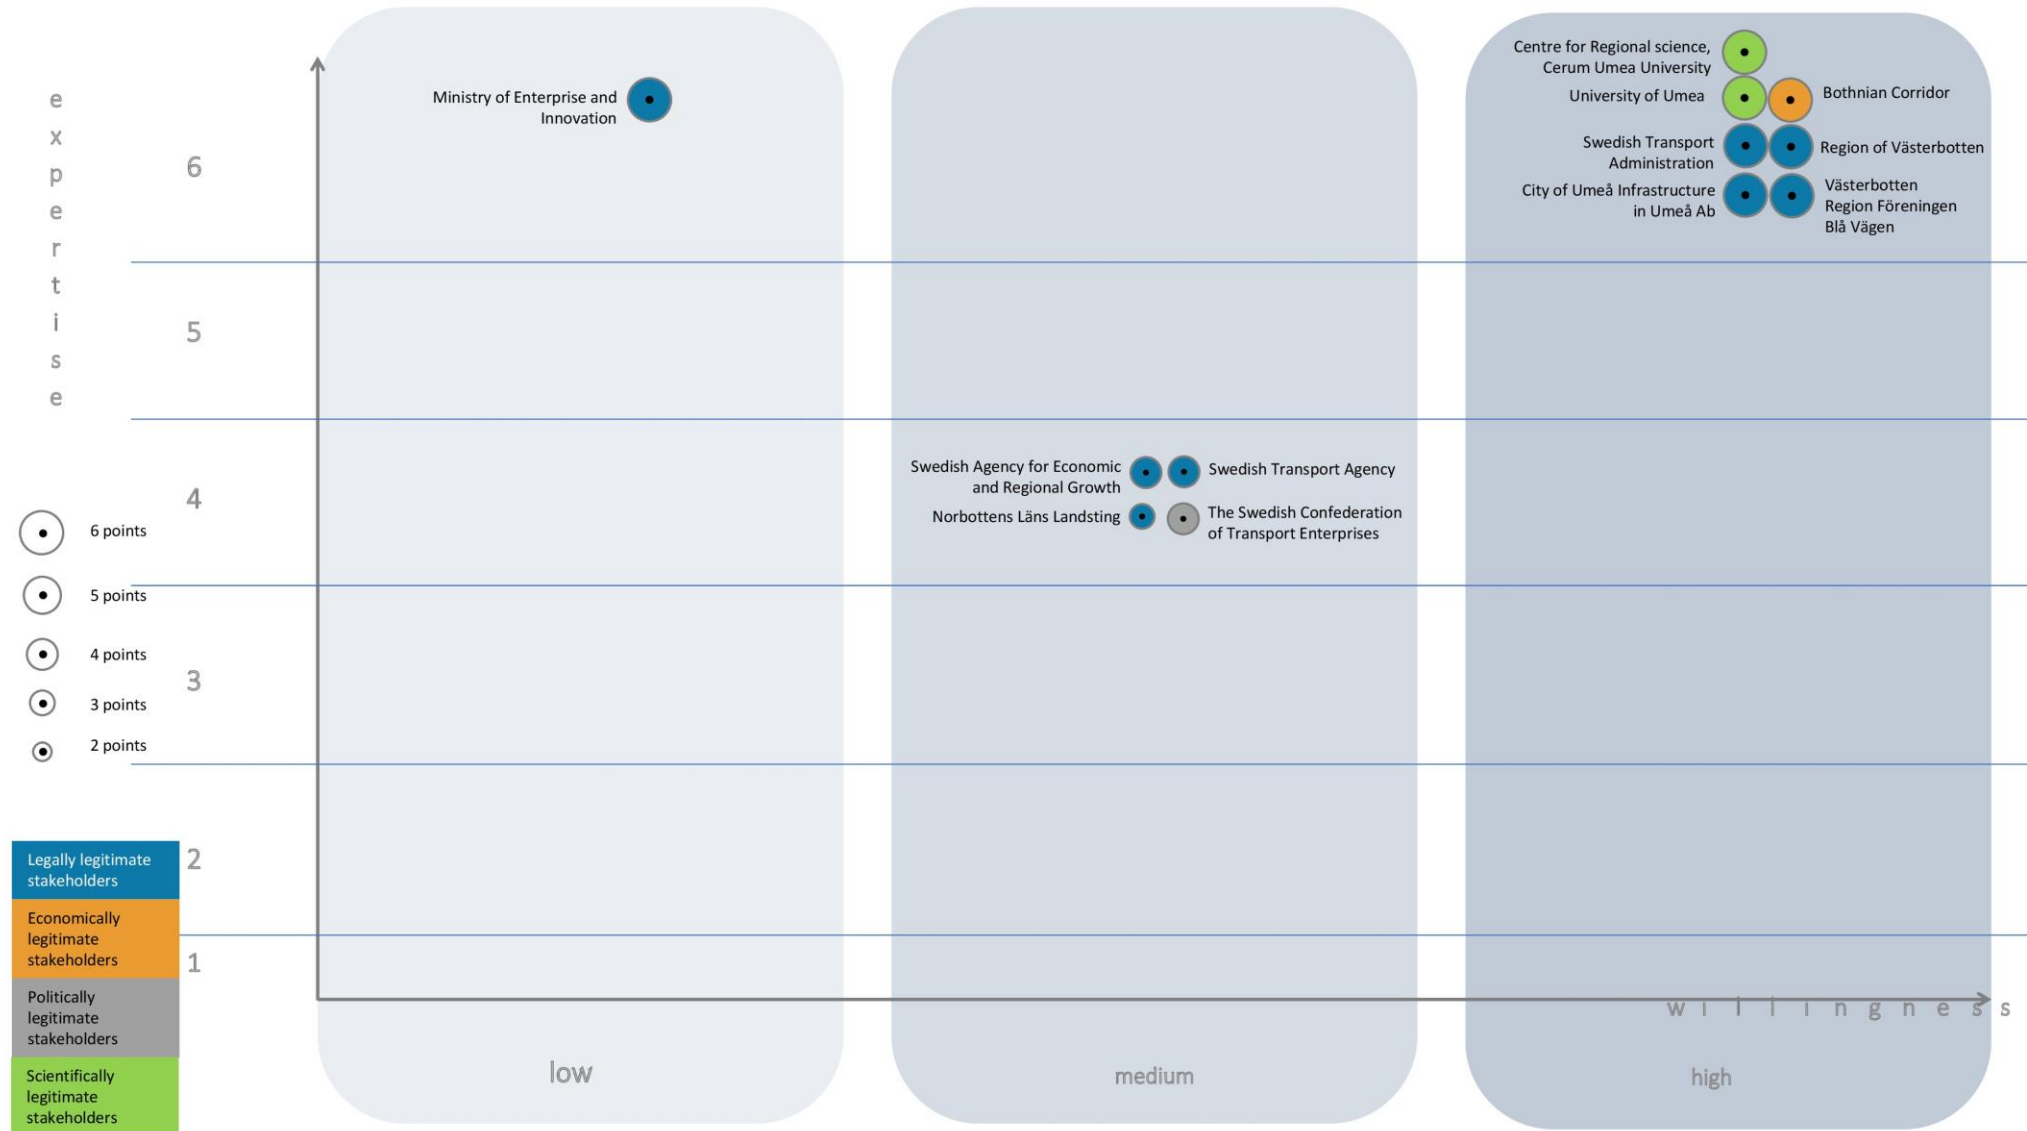 e
x
p
e
r
t
i
s
e
6
5
4
3
2
1
Ministry of Enterprise and
Innovation
Centre for Regional science,
Cerum Umea University
University of Umea
Bothnian Corridor
Swedish Transport
Administration
Region of Västerbotten
City of Umeå Infrastructure
in Umeå Ab
Västerbotten
Region Föreningen
Blå Vägen
Swedish Agency for Economic
and Regional Growth
Swedish Transport Agency
Norbottens Läns Landsting
The Swedish Confederation
of Transport Enterprises
6 points
5 points
4 points
3 points
2 points
Legally legitimate
stakeholders
Economically
legitimate
stakeholders
Politically
legitimate
stakeholders
Scientifically
legitimate
stakeholders
w i l l i n g n e s s
low
medium
high